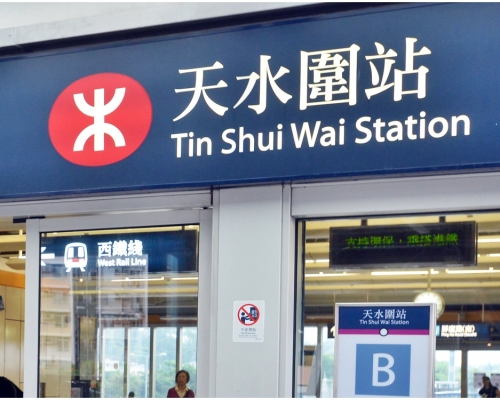 天水圍站
Tin Shui Wai Station
西鐵綫
West Rail Line
天水圍站
Tin Shui Wai Station
B